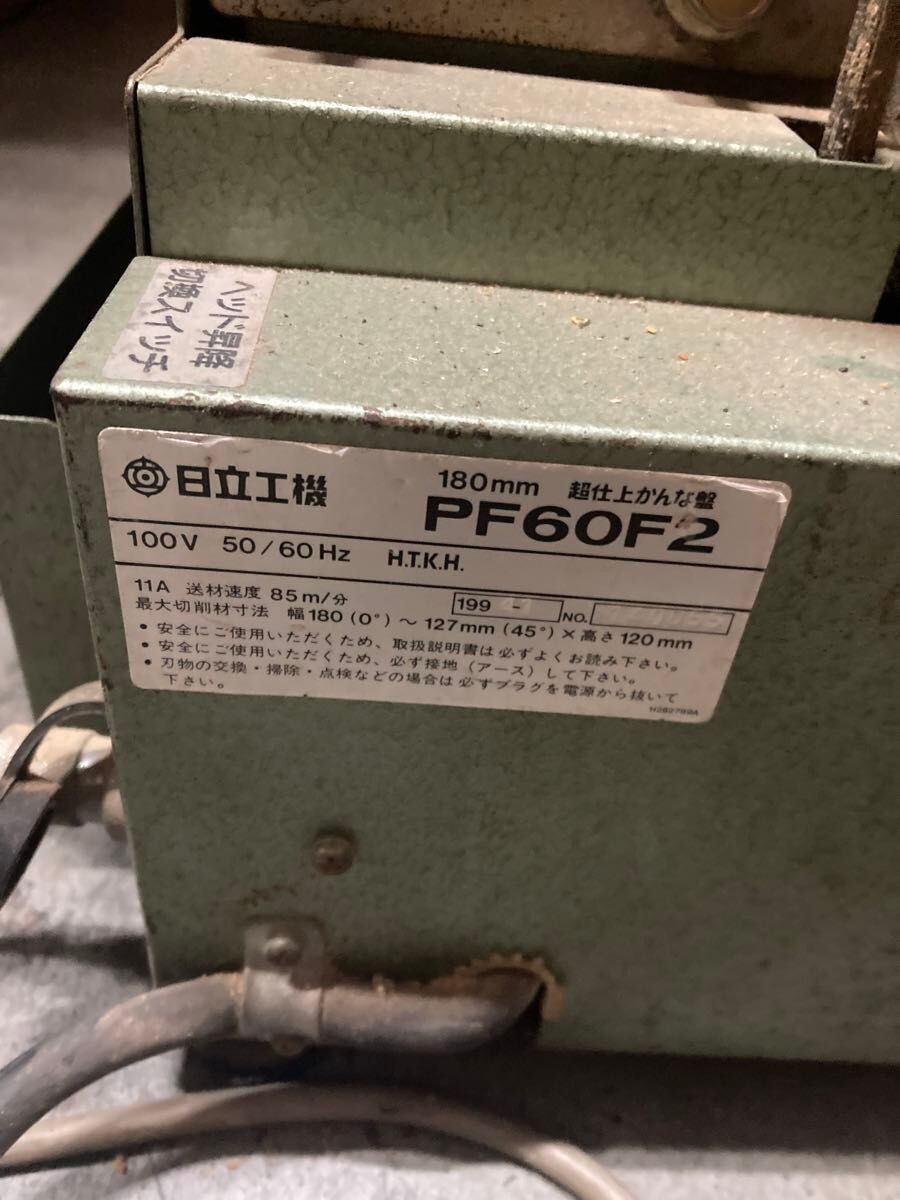 ヘッド昇降
切換スイッチ
日立工機
180mm 超仕上かんな盤
PF60F2
100V 50/60Hz H.T.K.H.
11A 送材速度 85m/分
199 NO.
最大切削材寸法 幅180(0°)～127mm(45°)×高さ120mm
・安全にご使用いただくため、取扱説明書は必ずよくお読み下さい。
・安全にご使用いただくため、必ず接地(アース)して下さい。
・刃物の交換・掃除・点検などの場合は必ずプラグを電源から抜いて
下さい。